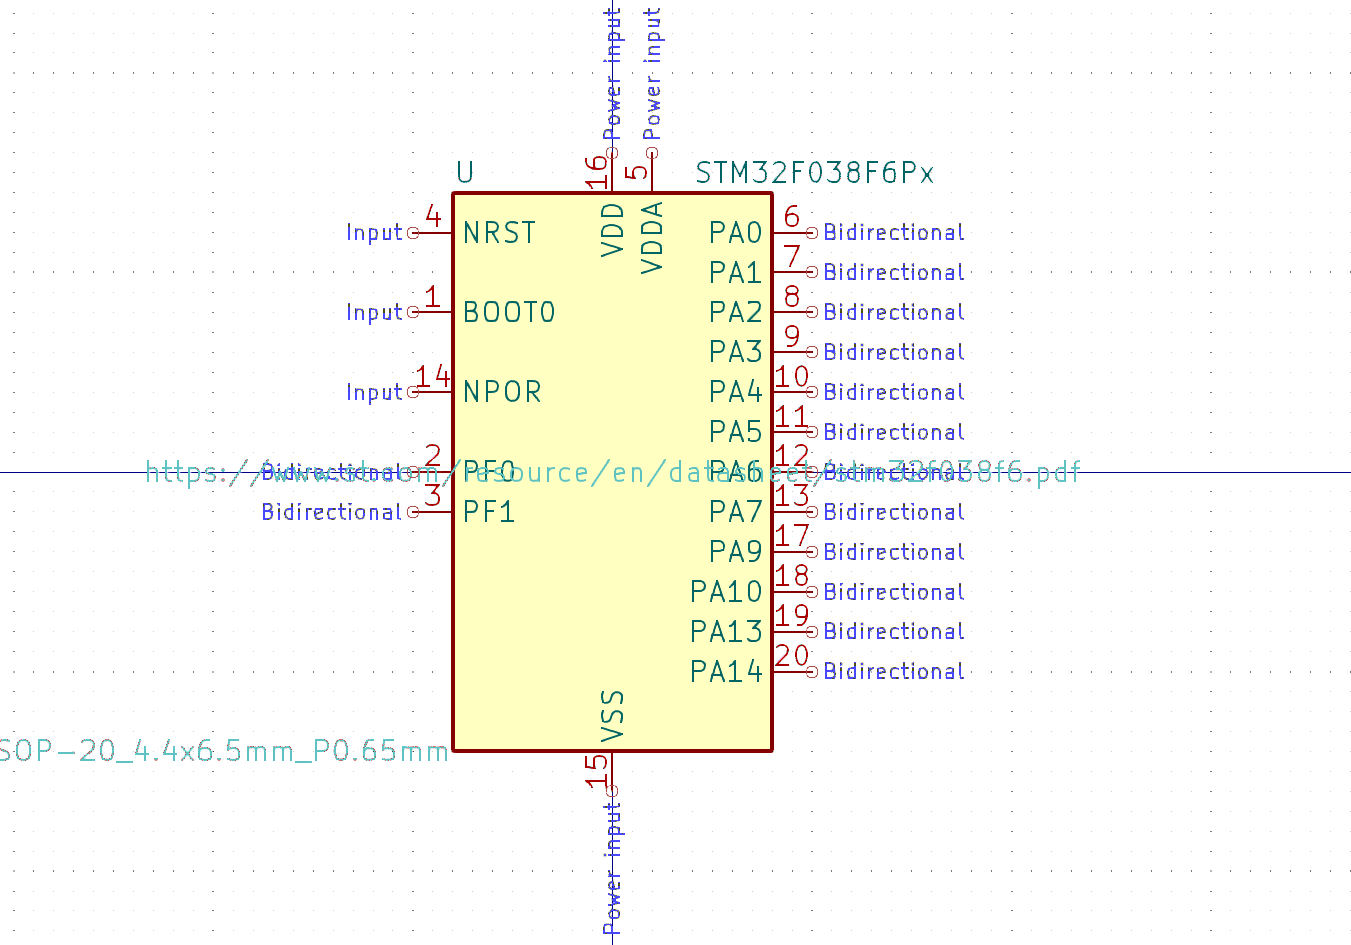 Power input
Power input
16
5
U
STM32F038F6Px
VDD
VDDA
Input 4 NRST
PA0 6 Bidirectional
PA1 7 Bidirectional
Input 1 BOOT0
PA2 8 Bidirectional
PA3 9 Bidirectional
Input 14 NPOR
PA4 10 Bidirectional
PA5 11 Bidirectional
Bidirectional 2 PF0
PA6 12 Bidirectional
https://www.st.com/resource/en/datasheet/stm32f038f6.pdf
Bidirectional 3 PF1
PA7 13 Bidirectional
PA9 17 Bidirectional
PA10 18 Bidirectional
PA13 19 Bidirectional
PA14 20 Bidirectional
VSS
SOP-20_4.4x6.5mm_P0.65mm
15
Power input